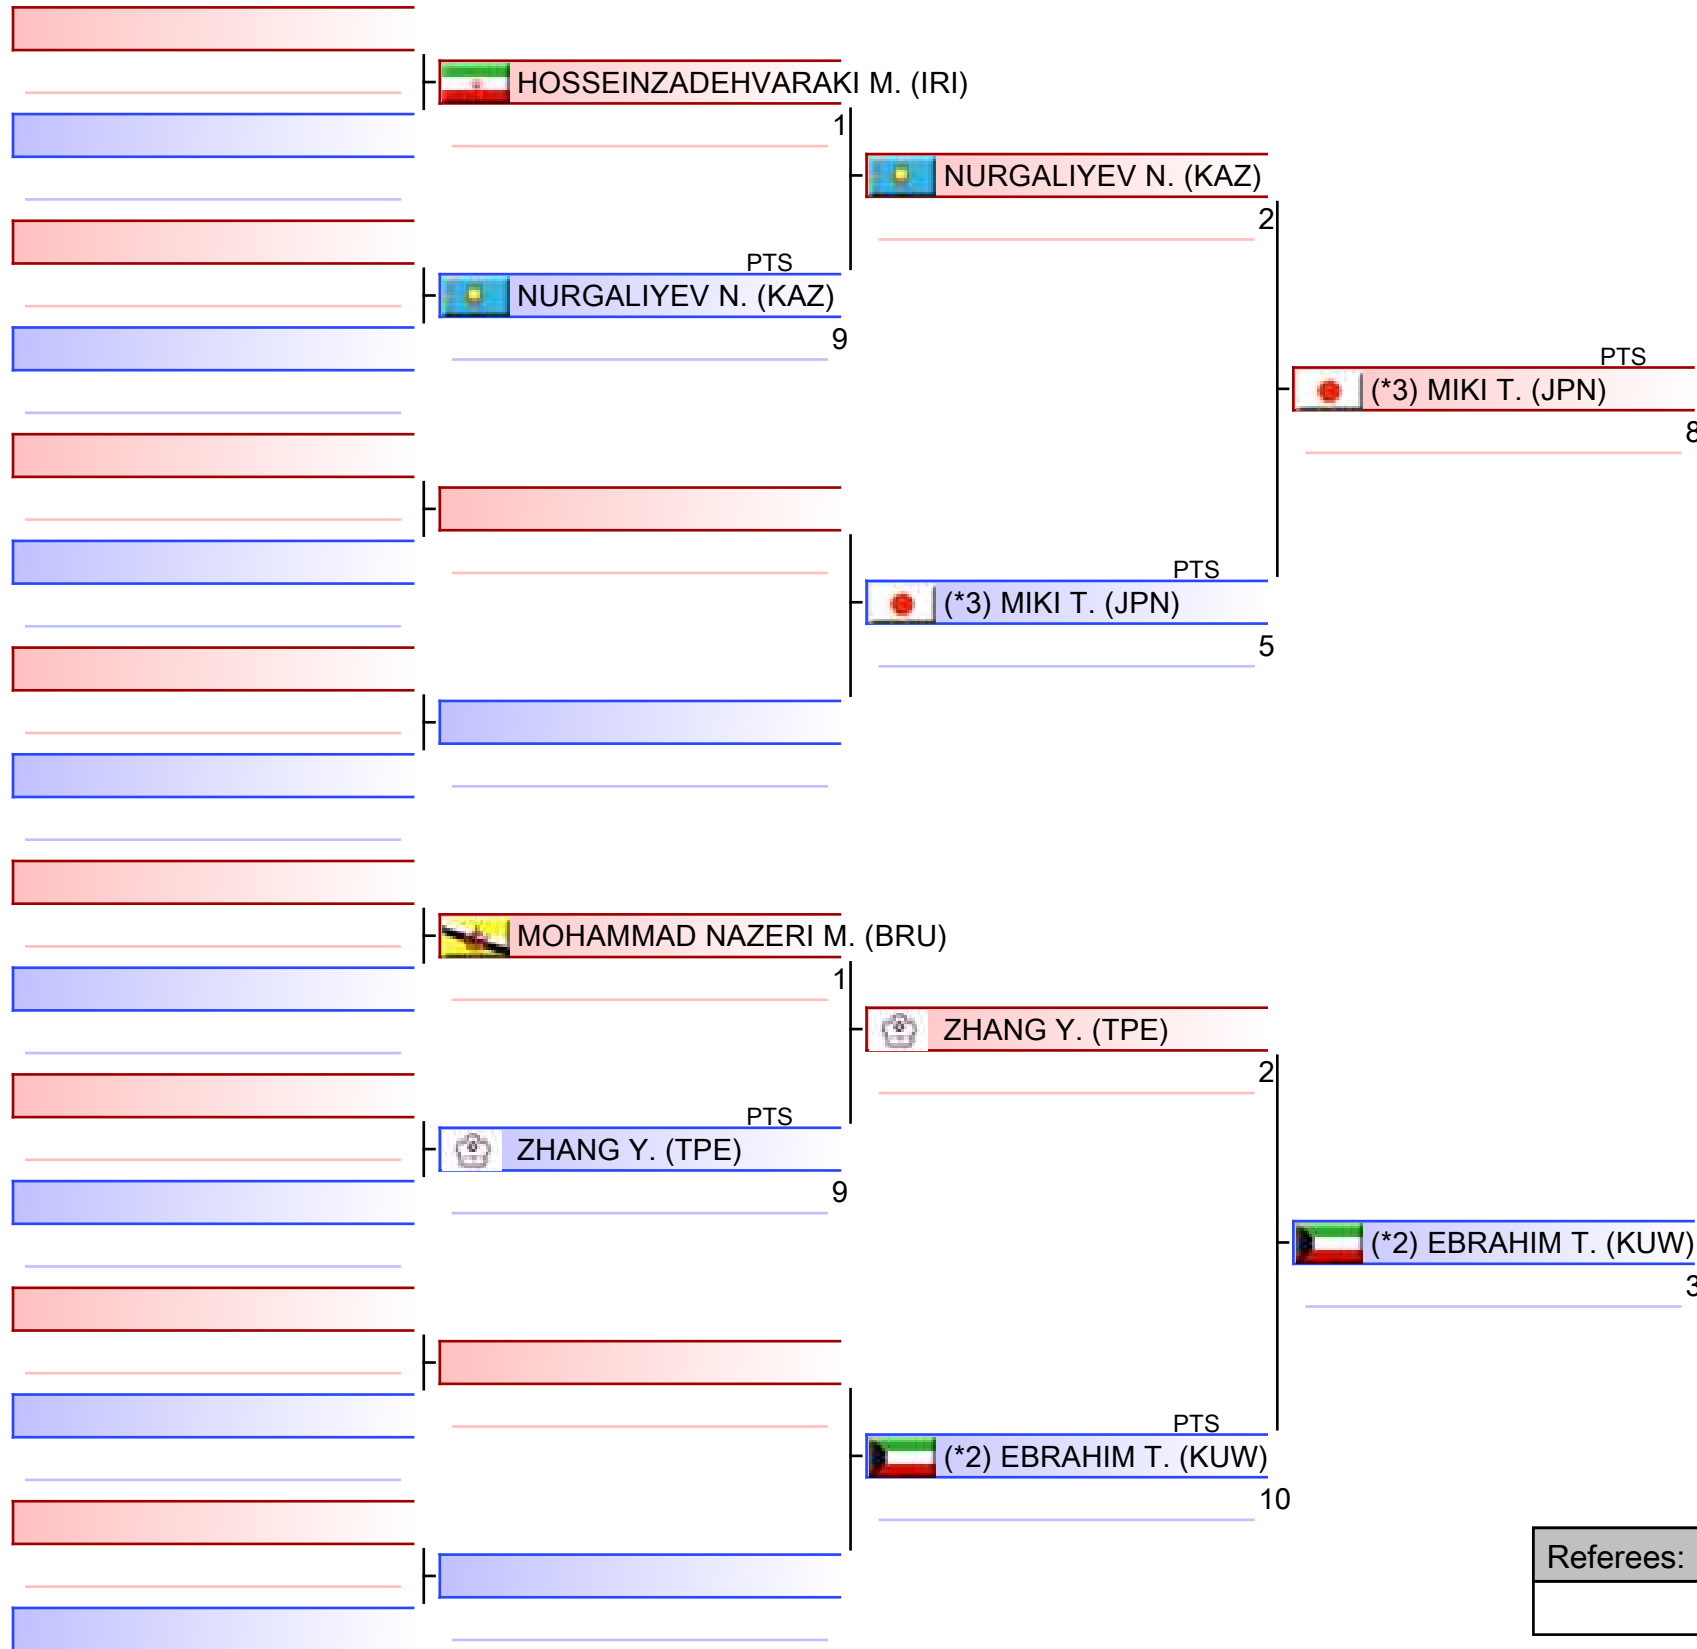 HOSSEINZADEHVARAKI M. (IRI)
1
NURGALIYEV N. (KAZ)
2
PTS
NURGALIYEV N. (KAZ)
9
PTS
(*3) MIKI T. (JPN)
8
PTS
(*3) MIKI T. (JPN)
5
MOHAMMAD NAZERI M. (BRU)
1
ZHANG Y. (TPE)
2
PTS
ZHANG Y. (TPE)
9
(*2) EBRAHIM T. (KUW)
3
PTS
(*2) EBRAHIM T. (KUW)
10
Referees: